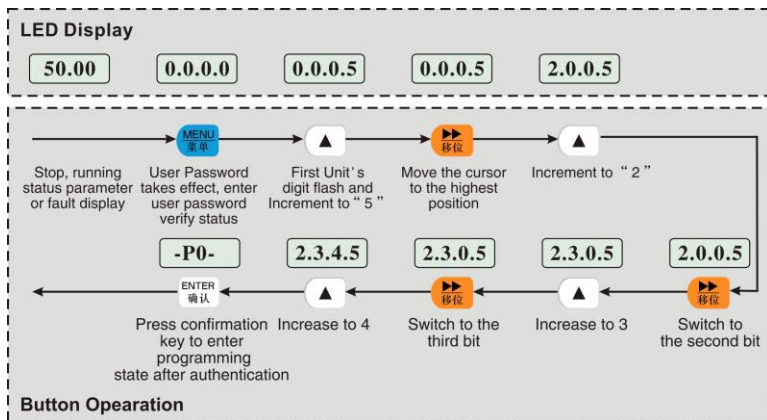 LED Display
50.00
0.0.0.0
0.0.0.5
0.0.0.5
2.0.0.5
MENU
菜单
▲
▶▶
移位
▲
Stop, running
status parameter
or fault display
User Password
takes effect, enter
user password
verify status
First Unit's
digit flash and
Increment to “ 5 ”
Move the cursor
to the highest
position
Increment to “ 2 ”
-P0-
2.3.4.5
2.3.0.5
2.3.0.5
2.0.0.5
ENTER
确认
▲
▶▶
移位
▲
▶▶
移位
Press confirmation
key to enter
programming
state after authentication
Increase to 4
Switch to the
third bit
Increase to 3
Switch to
the second bit
Button Opearation